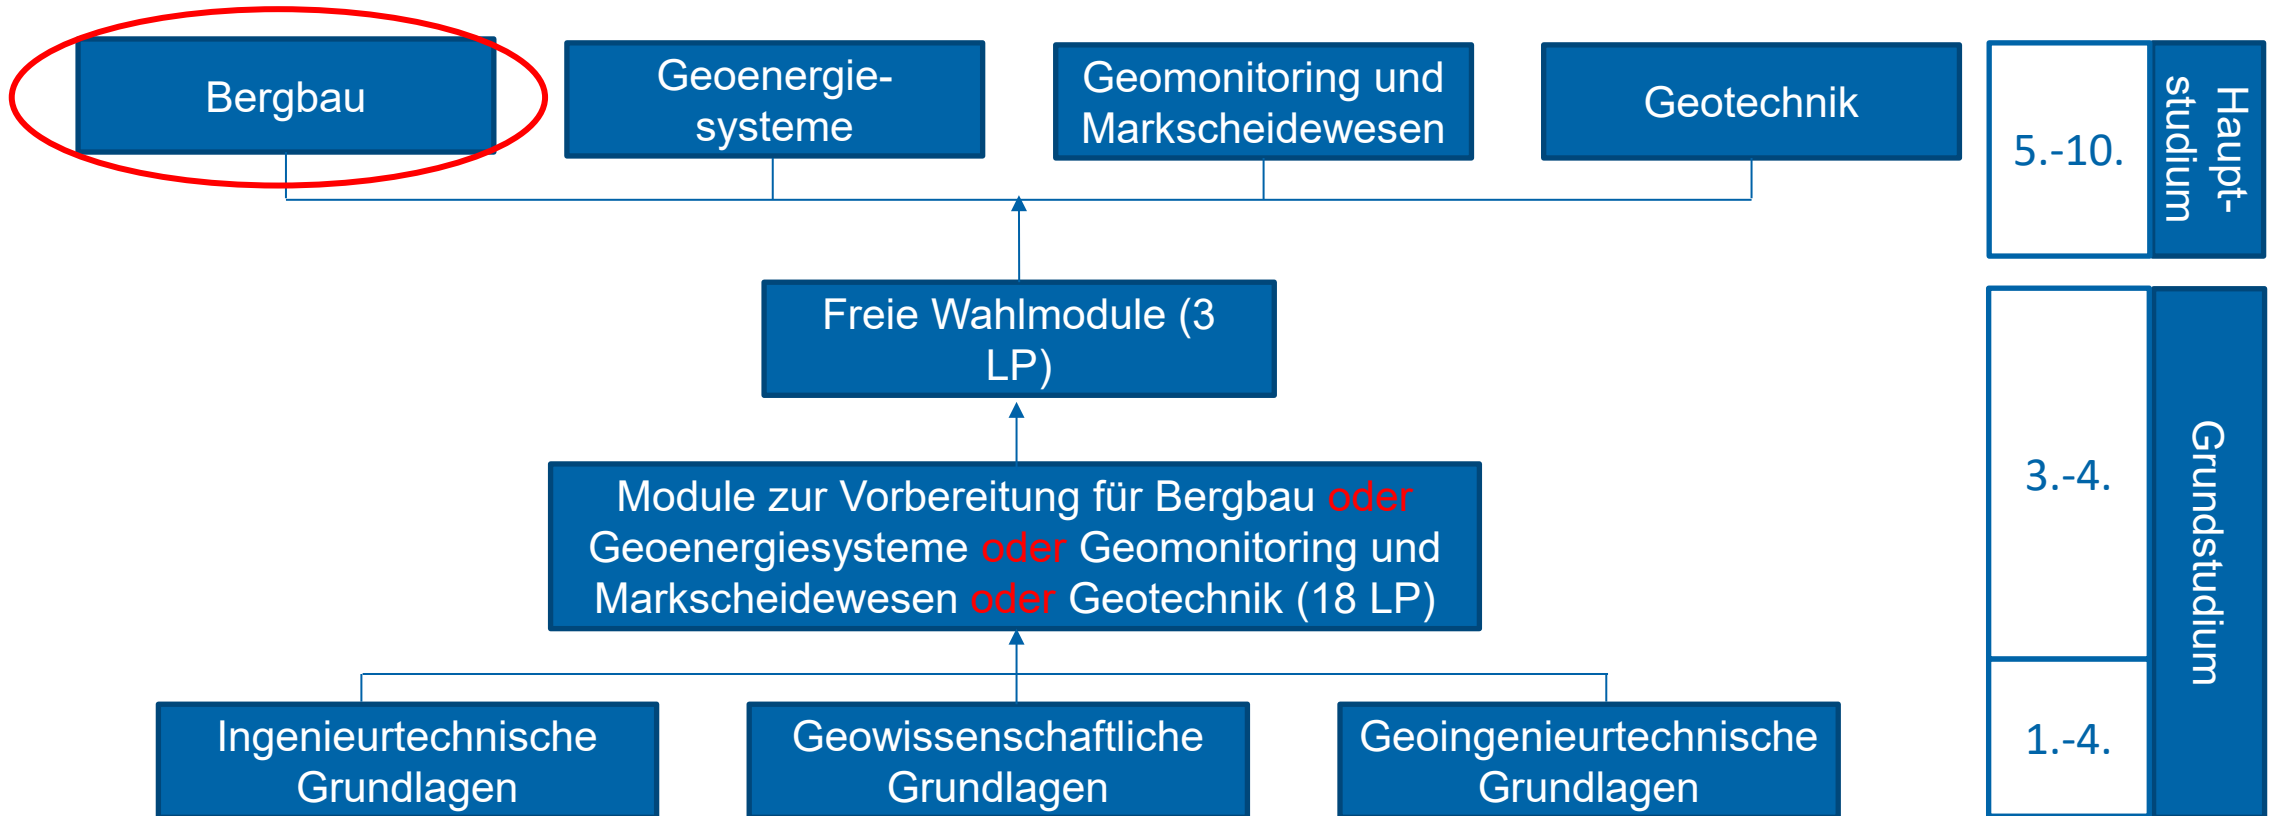 Bergbau
Geoenergie-
systeme
Geomonitoring und
Markscheidewesen
Geotechnik
5.-10.
Haupt-
studium
Freie Wahlmodule (3
LP)
Module zur Vorbereitung für Bergbau oder
Geoenergiesysteme oder Geomonitoring und
Markscheidewesen oder Geotechnik (18 LP)
3.-4.
Grundstudium
Ingenieurtechnische
Grundlagen
Geowissenschaftliche
Grundlagen
Geoingenieurtechnische
Grundlagen
1.-4.